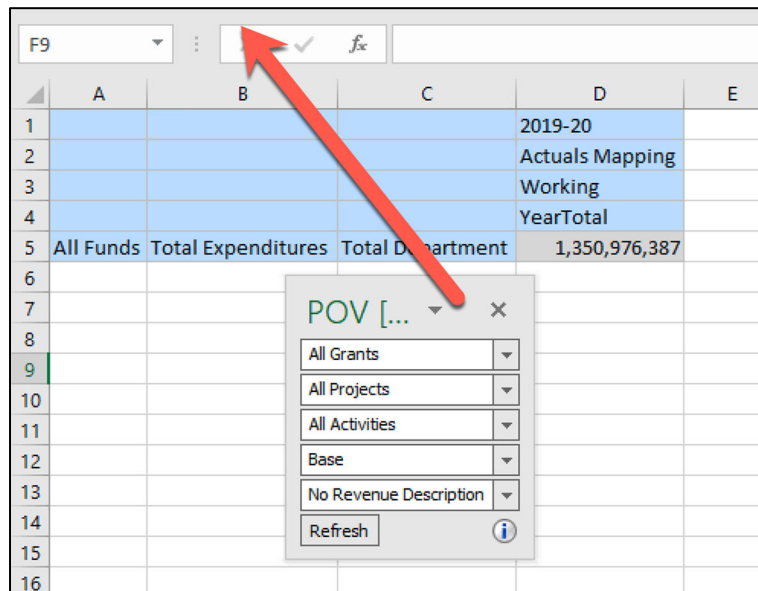 F9 fx
A B C D E
1 2019-20
2 Actuals Mapping
3 Working
4 YearTotal
5 All Funds Total Expenditures Total Department 1,350,976,387
6
7
8
9
10
11
12
13
14
15
16
POV [...
All Grants
All Projects
All Activities
Base
No Revenue Description
Refresh